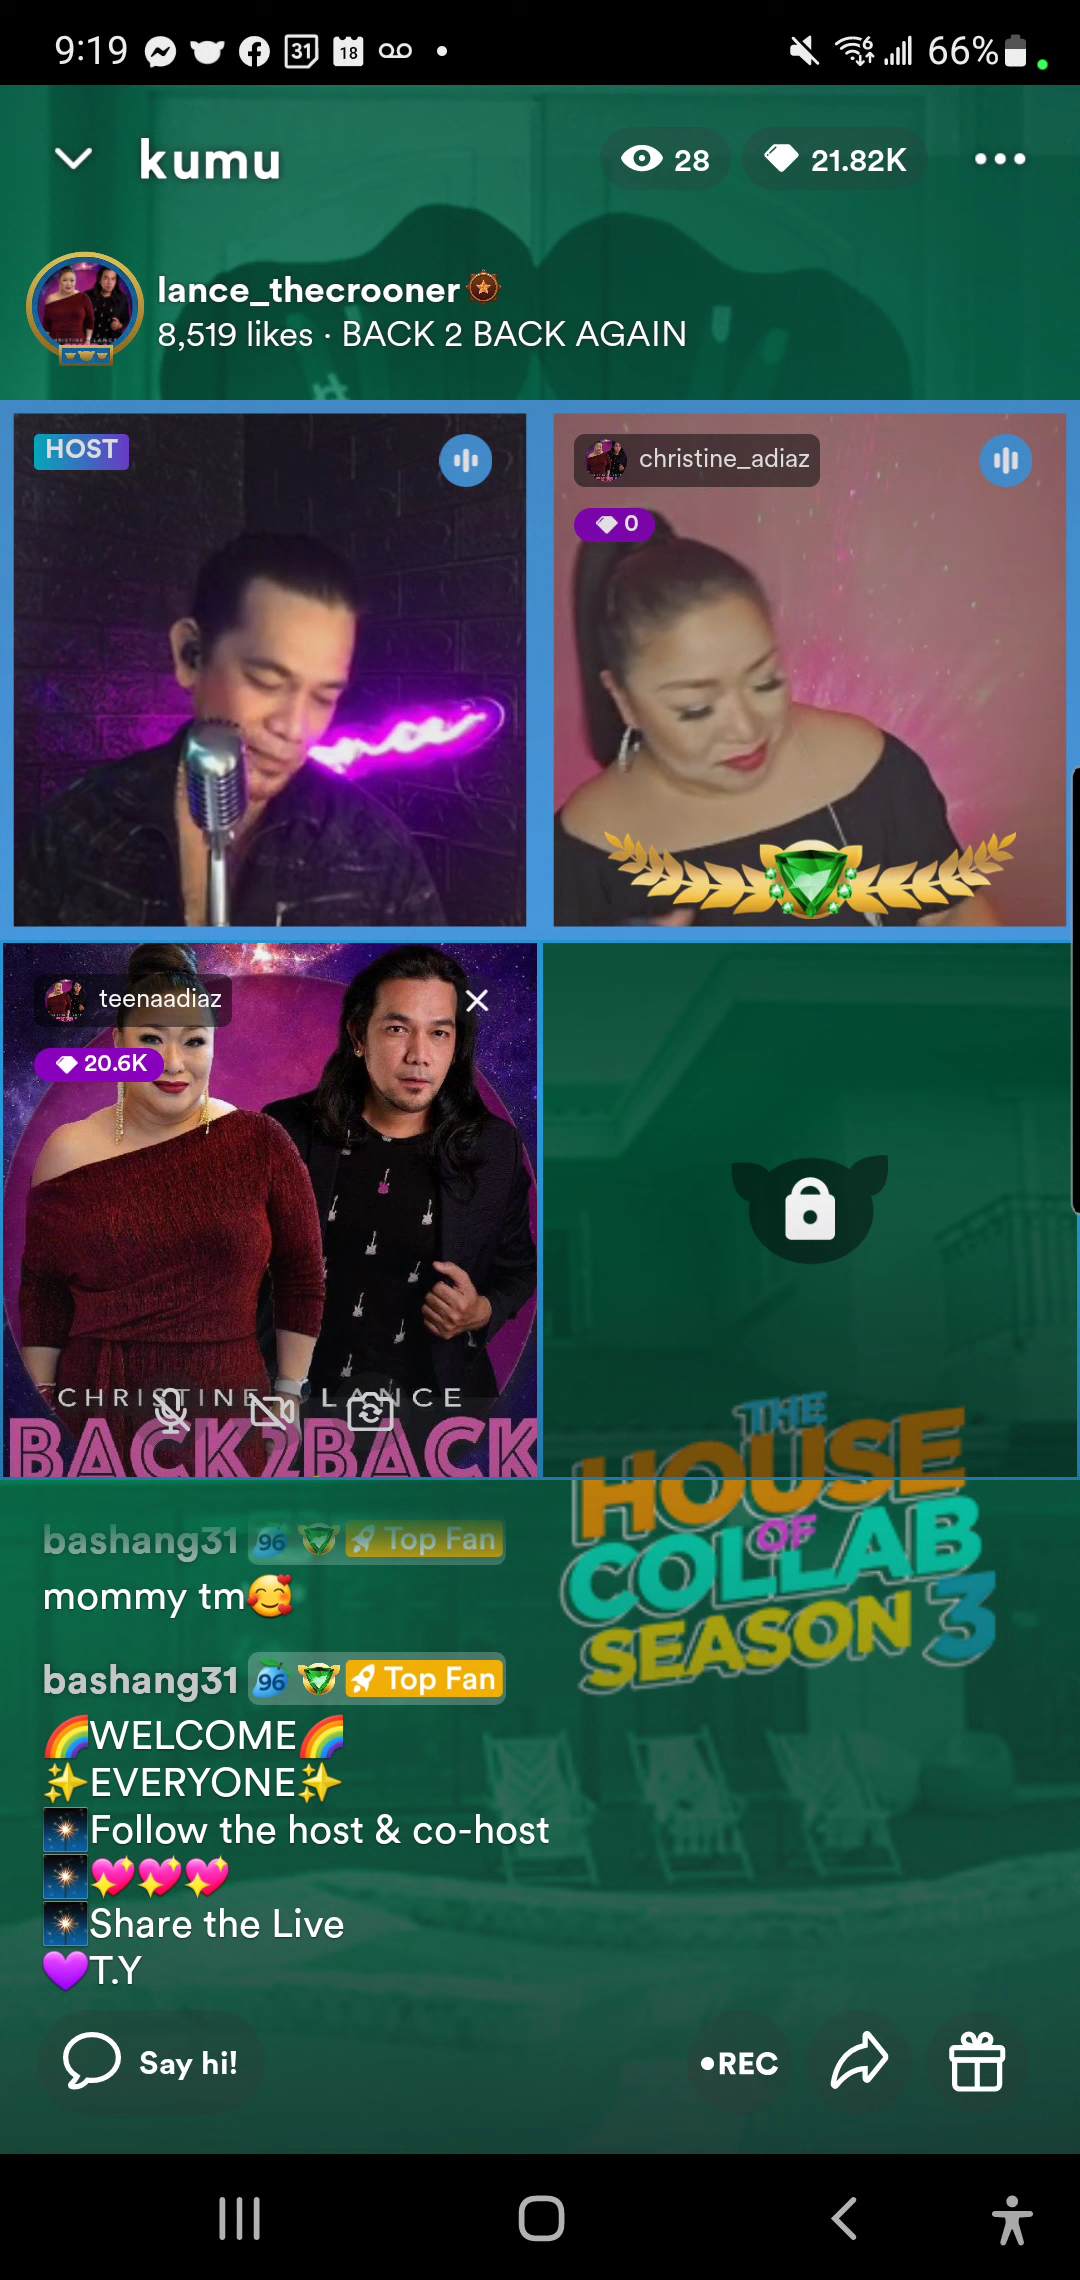 9:19
31
18
66%
kumu
28
21.82K
lance_thecrooner
8,519 likes · BACK 2 BACK AGAIN
HOST
christine_adiaz
0
teenaadiaz
20.6K
CHRISTINE LANCE
BACK2BACK
THE
HOUSE
OF
COLLAB
SEASON 3
bashang31 96 Top Fan
mommy tm🥰
bashang31 96 Top Fan
🌈WELCOME🌈
✨EVERYONE✨
🎇Follow the host & co-host
🎇💖💖💖
🎇Share the Live
💜T.Y
Say hi!
•REC